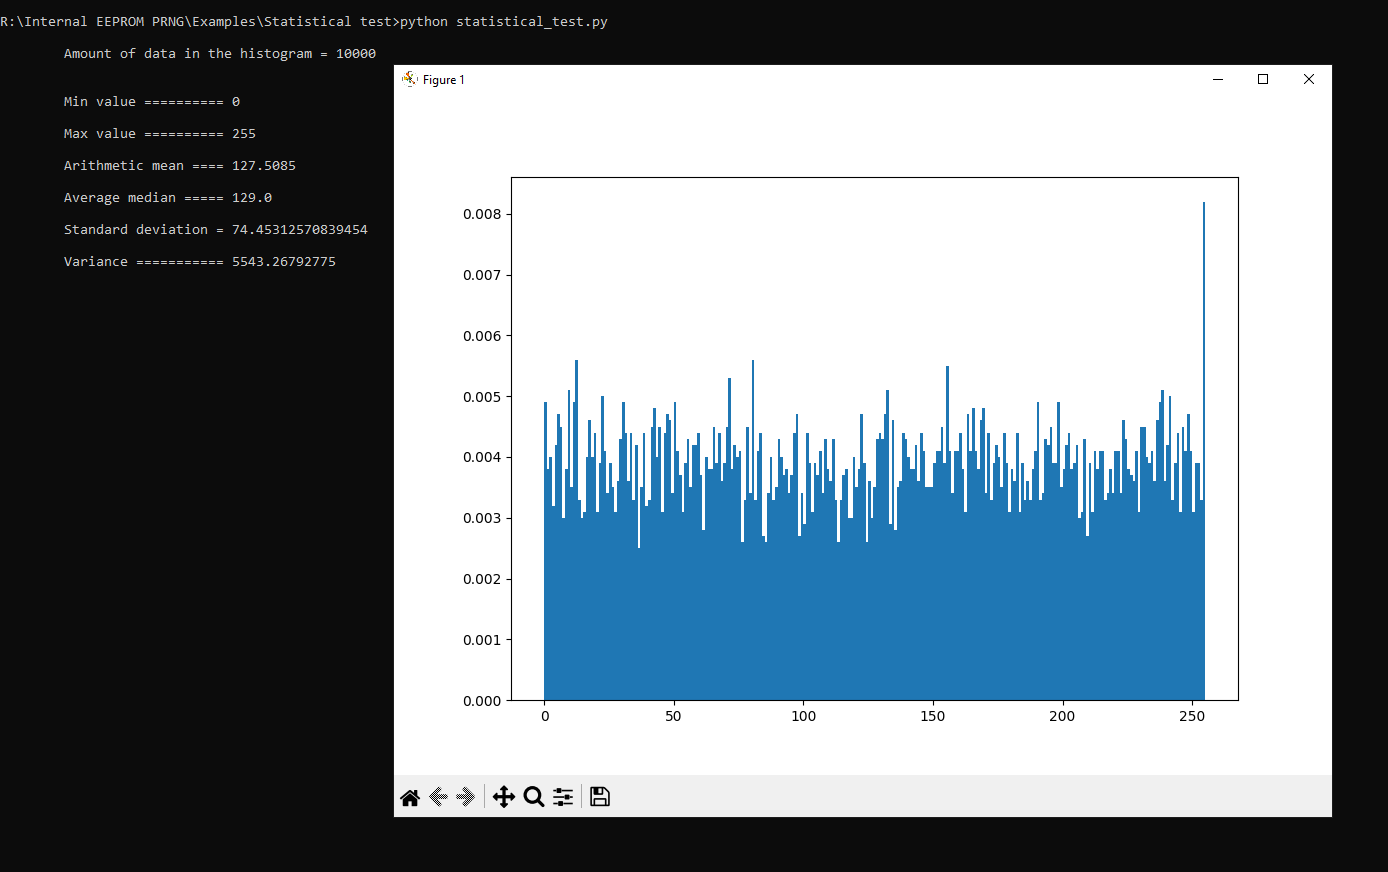 R:\Internal EEPROM PRNG\Examples\Statistical test>python statistical_test.py
Amount of data in the histogram = 10000
Min value ========== 0
Max value ========== 255
Arithmetic mean ==== 127.5085
Average median ===== 129.0
Standard deviation = 74.45312570839454
Variance =========== 5543.26792775
Figure 1
0.008
0.007
0.006
0.005
0.004
0.003
0.002
0.001
0.000
0 50 100 150 200 250